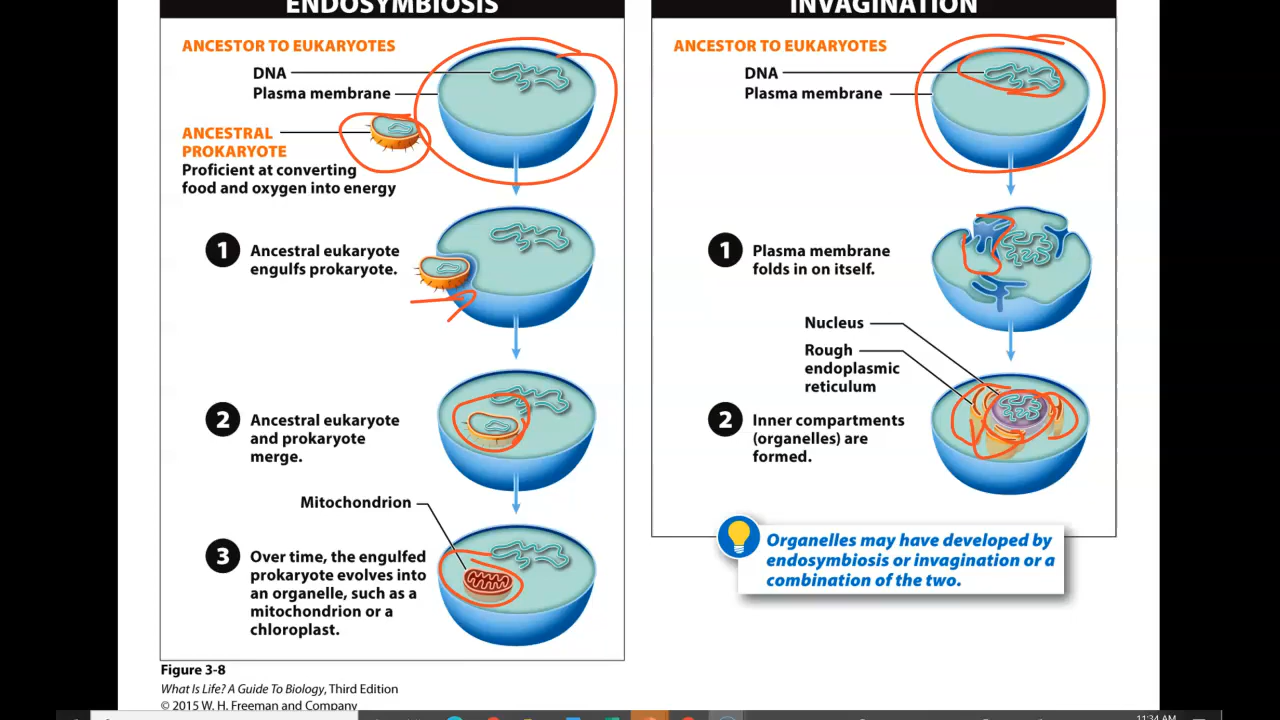 ENDOSYMBIOSIS
ANCESTOR TO EUKARYOTES
DNA
Plasma membrane
ANCESTRAL
PROKARYOTE
Proficient at converting
food and oxygen into energy
1
Ancestral eukaryote
engulfs prokaryote.
2
Ancestral eukaryote
and prokaryote
merge.
Mitochondrion
3
Over time, the engulfed
prokaryote evolves into
an organelle, such as a
mitochondrion or a
chloroplast.
INVAGINATION
ANCESTOR TO EUKARYOTES
DNA
Plasma membrane
1
Plasma membrane
folds in on itself.
Nucleus
Rough
endoplasmic
reticulum
2
Inner compartments
(organelles) are
formed.
Organelles may have developed by
endosymbiosis or invagination or a
combination of the two.
Figure 3-8
What Is Life? A Guide To Biology, Third Edition
© 2015 W. H. Freeman and Company
11:34 AM